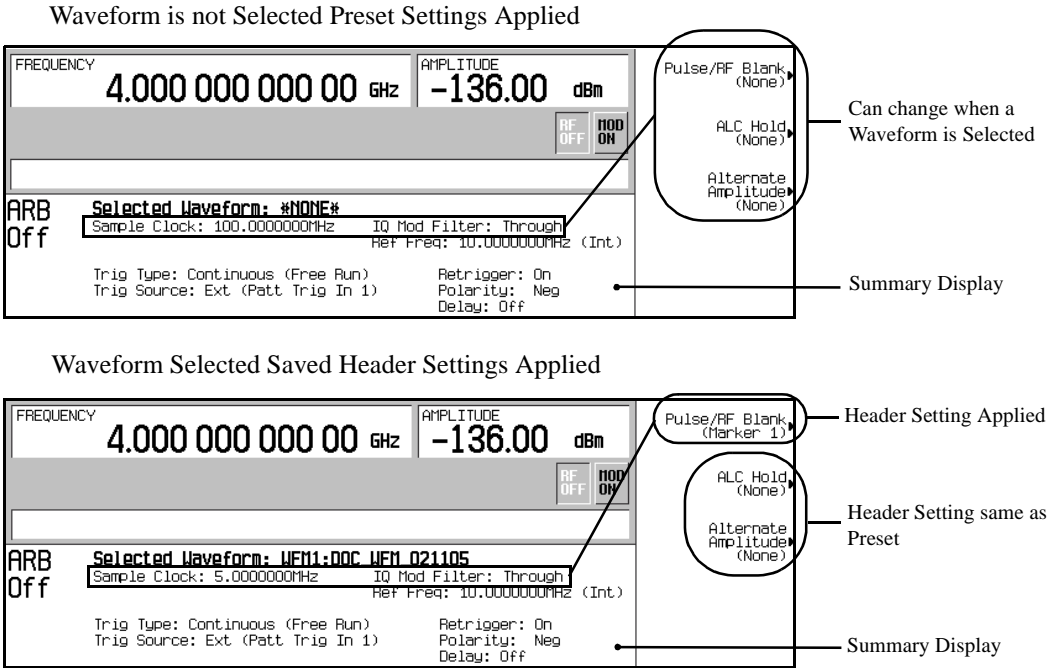 Waveform is not Selected Preset Settings Applied
FREQUENCY
4.000 000 000 00 GHz
AMPLITUDE
-136.00 dBm
RF OFF
MOD ON
Pulse/RF Blank
(None)
ALC Hold
(None)
Alternate
Amplitude
(None)
Can change when a
Waveform is Selected
ARB
Off
Selected Waveform: *NONE*
Sample Clock: 100.0000000MHz IQ Mod Filter: Through
Ref Freq: 10.0000000MHz (Int)
Trig Type: Continuous (Free Run) Retrigger: On
Trig Source: Ext (Patt Trig In 1) Polarity: Neg
Delay: Off
Summary Display
Waveform Selected Saved Header Settings Applied
FREQUENCY
4.000 000 000 00 GHz
AMPLITUDE
-136.00 dBm
RF OFF
MOD ON
Pulse/RF Blank
(Marker 1)
Header Setting Applied
ALC Hold
(None)
Alternate
Amplitude
(None)
Header Setting same as
Preset
ARB
Off
Selected Waveform: WFM1:DOC_WFM_021105
Sample Clock: 5.0000000MHz IQ Mod Filter: Through
Ref Freq: 10.0000000MHz (Int)
Trig Type: Continuous (Free Run) Retrigger: On
Trig Source: Ext (Patt Trig In 1) Polarity: Neg
Delay: Off
Summary Display